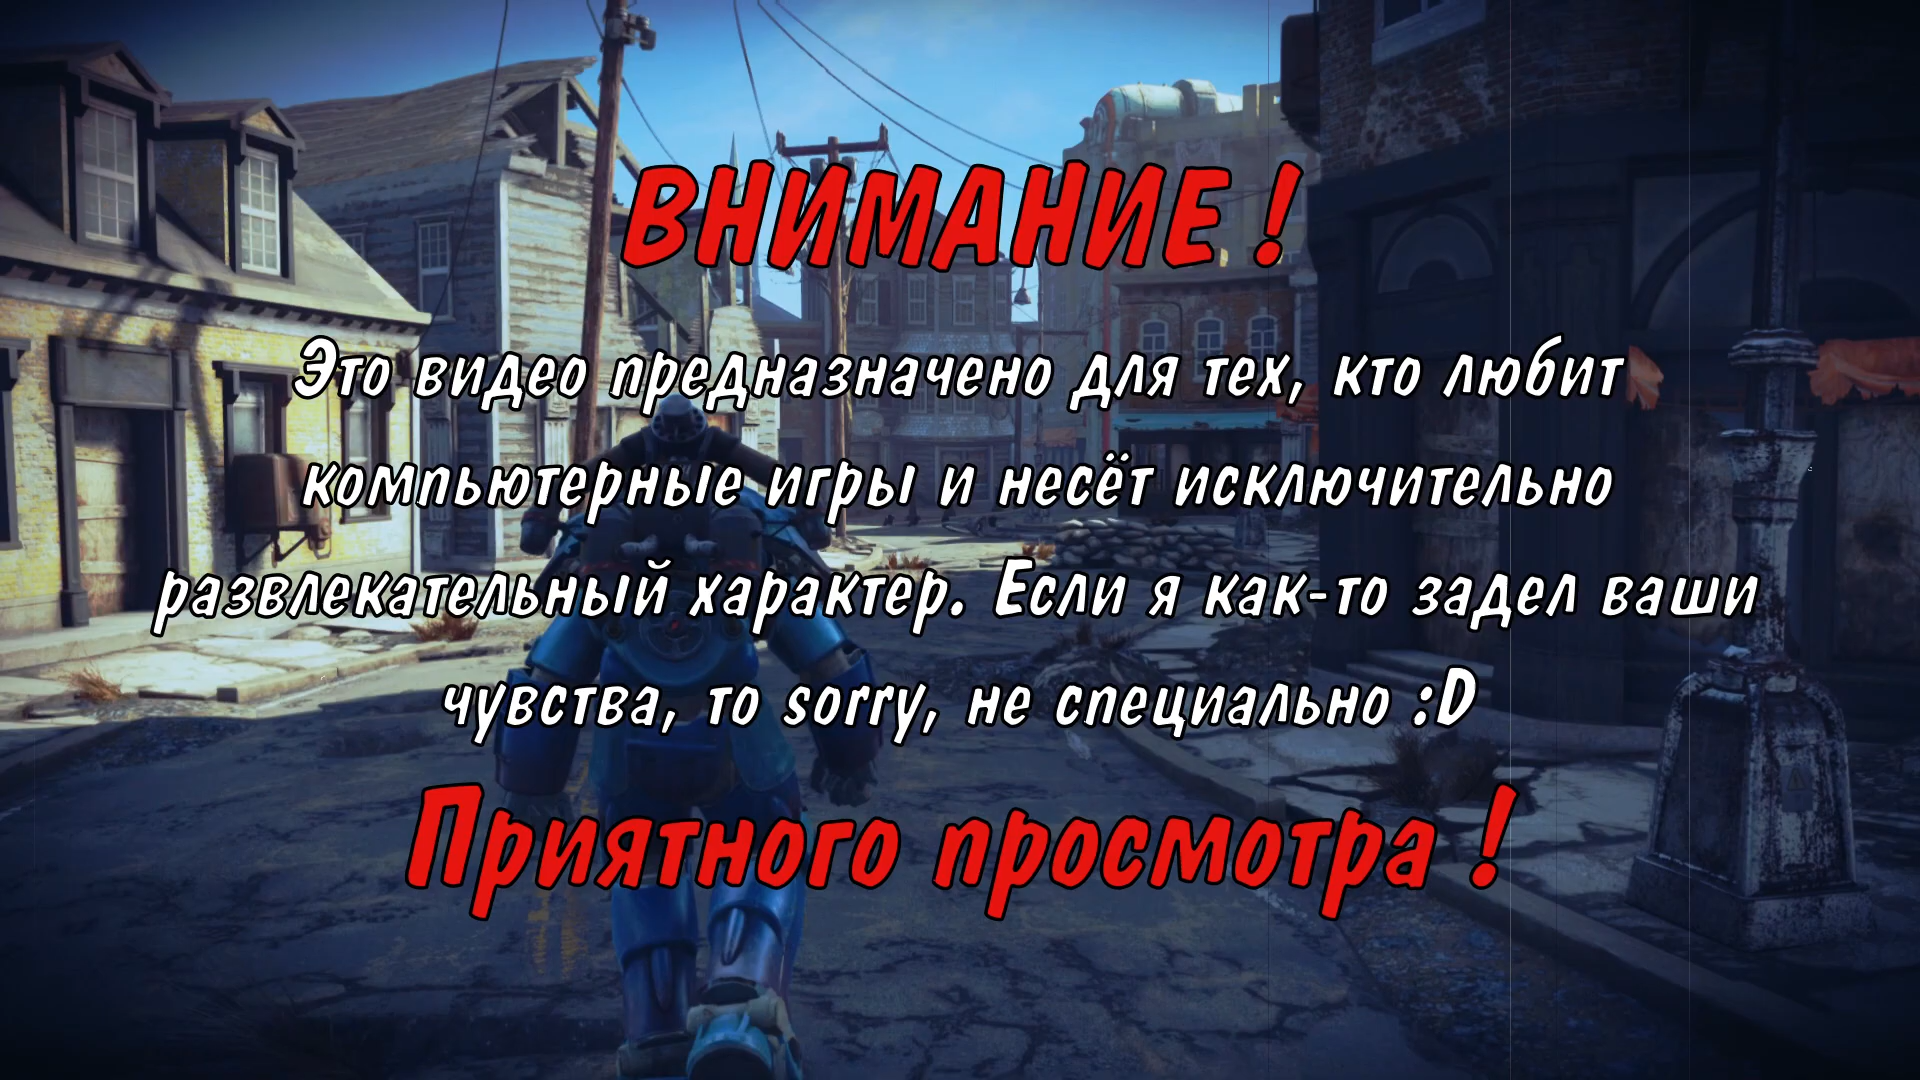 ВНИМАНИЕ !
Это видео предназначено для тех, кто любит
компьютерные игры и несёт исключительно
развлекательный характер. Если я как-то задел ваши
чувства, то sorry, не специально :D
Приятного просмотра !